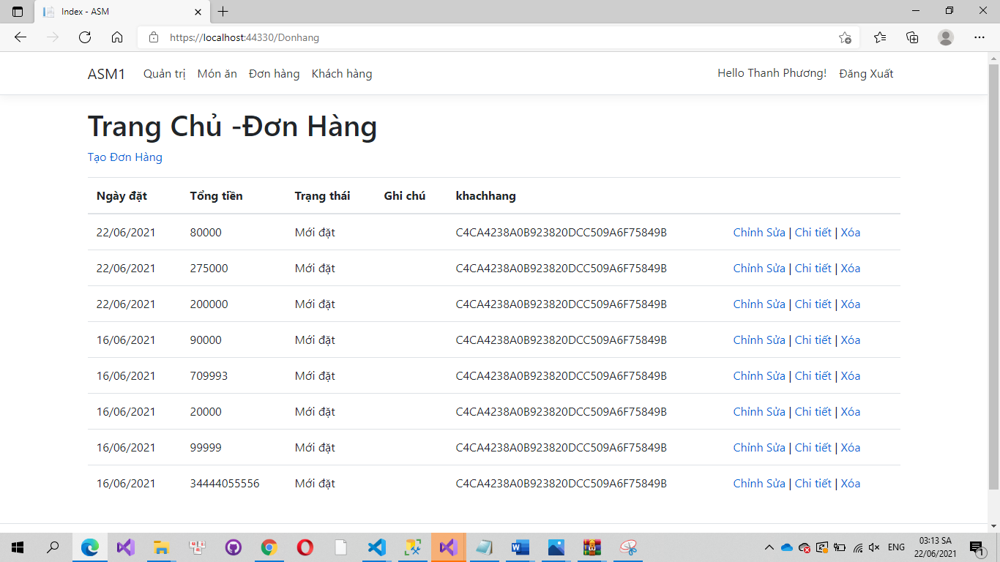 Index - ASM
https://localhost:44330/Donhang
ASM1 Quản trị Món ăn Đơn hàng Khách hàng Hello Thanh Phương! Đăng Xuất
Trang Chủ -Đơn Hàng
Tạo Đơn Hàng
Ngày đặt Tổng tiền Trạng thái Ghi chú khachhang
22/06/2021 80000 Mới đặt C4CA4238A0B923820DCC509A6F75849B Chỉnh Sửa | Chi tiết | Xóa
22/06/2021 275000 Mới đặt C4CA4238A0B923820DCC509A6F75849B Chỉnh Sửa | Chi tiết | Xóa
22/06/2021 200000 Mới đặt C4CA4238A0B923820DCC509A6F75849B Chỉnh Sửa | Chi tiết | Xóa
16/06/2021 90000 Mới đặt C4CA4238A0B923820DCC509A6F75849B Chỉnh Sửa | Chi tiết | Xóa
16/06/2021 709993 Mới đặt C4CA4238A0B923820DCC509A6F75849B Chỉnh Sửa | Chi tiết | Xóa
16/06/2021 20000 Mới đặt C4CA4238A0B923820DCC509A6F75849B Chỉnh Sửa | Chi tiết | Xóa
16/06/2021 99999 Mới đặt C4CA4238A0B923820DCC509A6F75849B Chỉnh Sửa | Chi tiết | Xóa
16/06/2021 34444055556 Mới đặt C4CA4238A0B923820DCC509A6F75849B Chỉnh Sửa | Chi tiết | Xóa
ENG 03:13 SA
22/06/2021 1